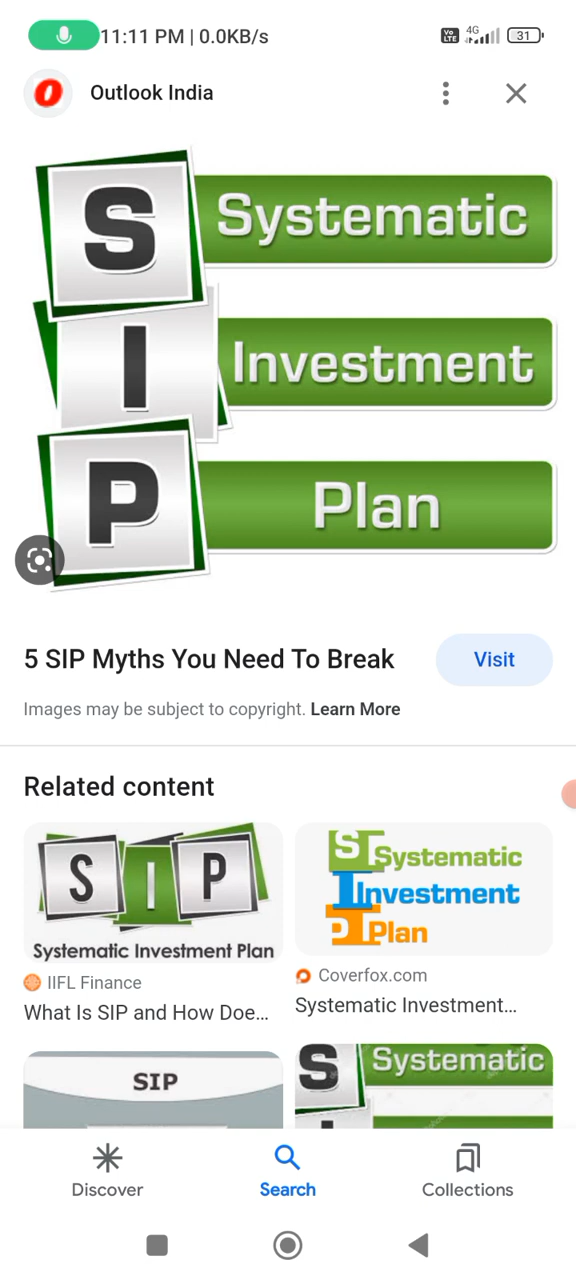 11:11 PM | 0.0KB/s
Vo LTE 4G 31
Outlook India
S Systematic
I Investment
P Plan
5 SIP Myths You Need To Break
Visit
Images may be subject to copyright. Learn More
Related content
S I P
Systematic Investment Plan
IIFL Finance
What Is SIP and How Doe...
S Systematic
I Investment
P Plan
Coverfox.com
Systematic Investment...
SIP
S Systematic
Discover
Search
Collections